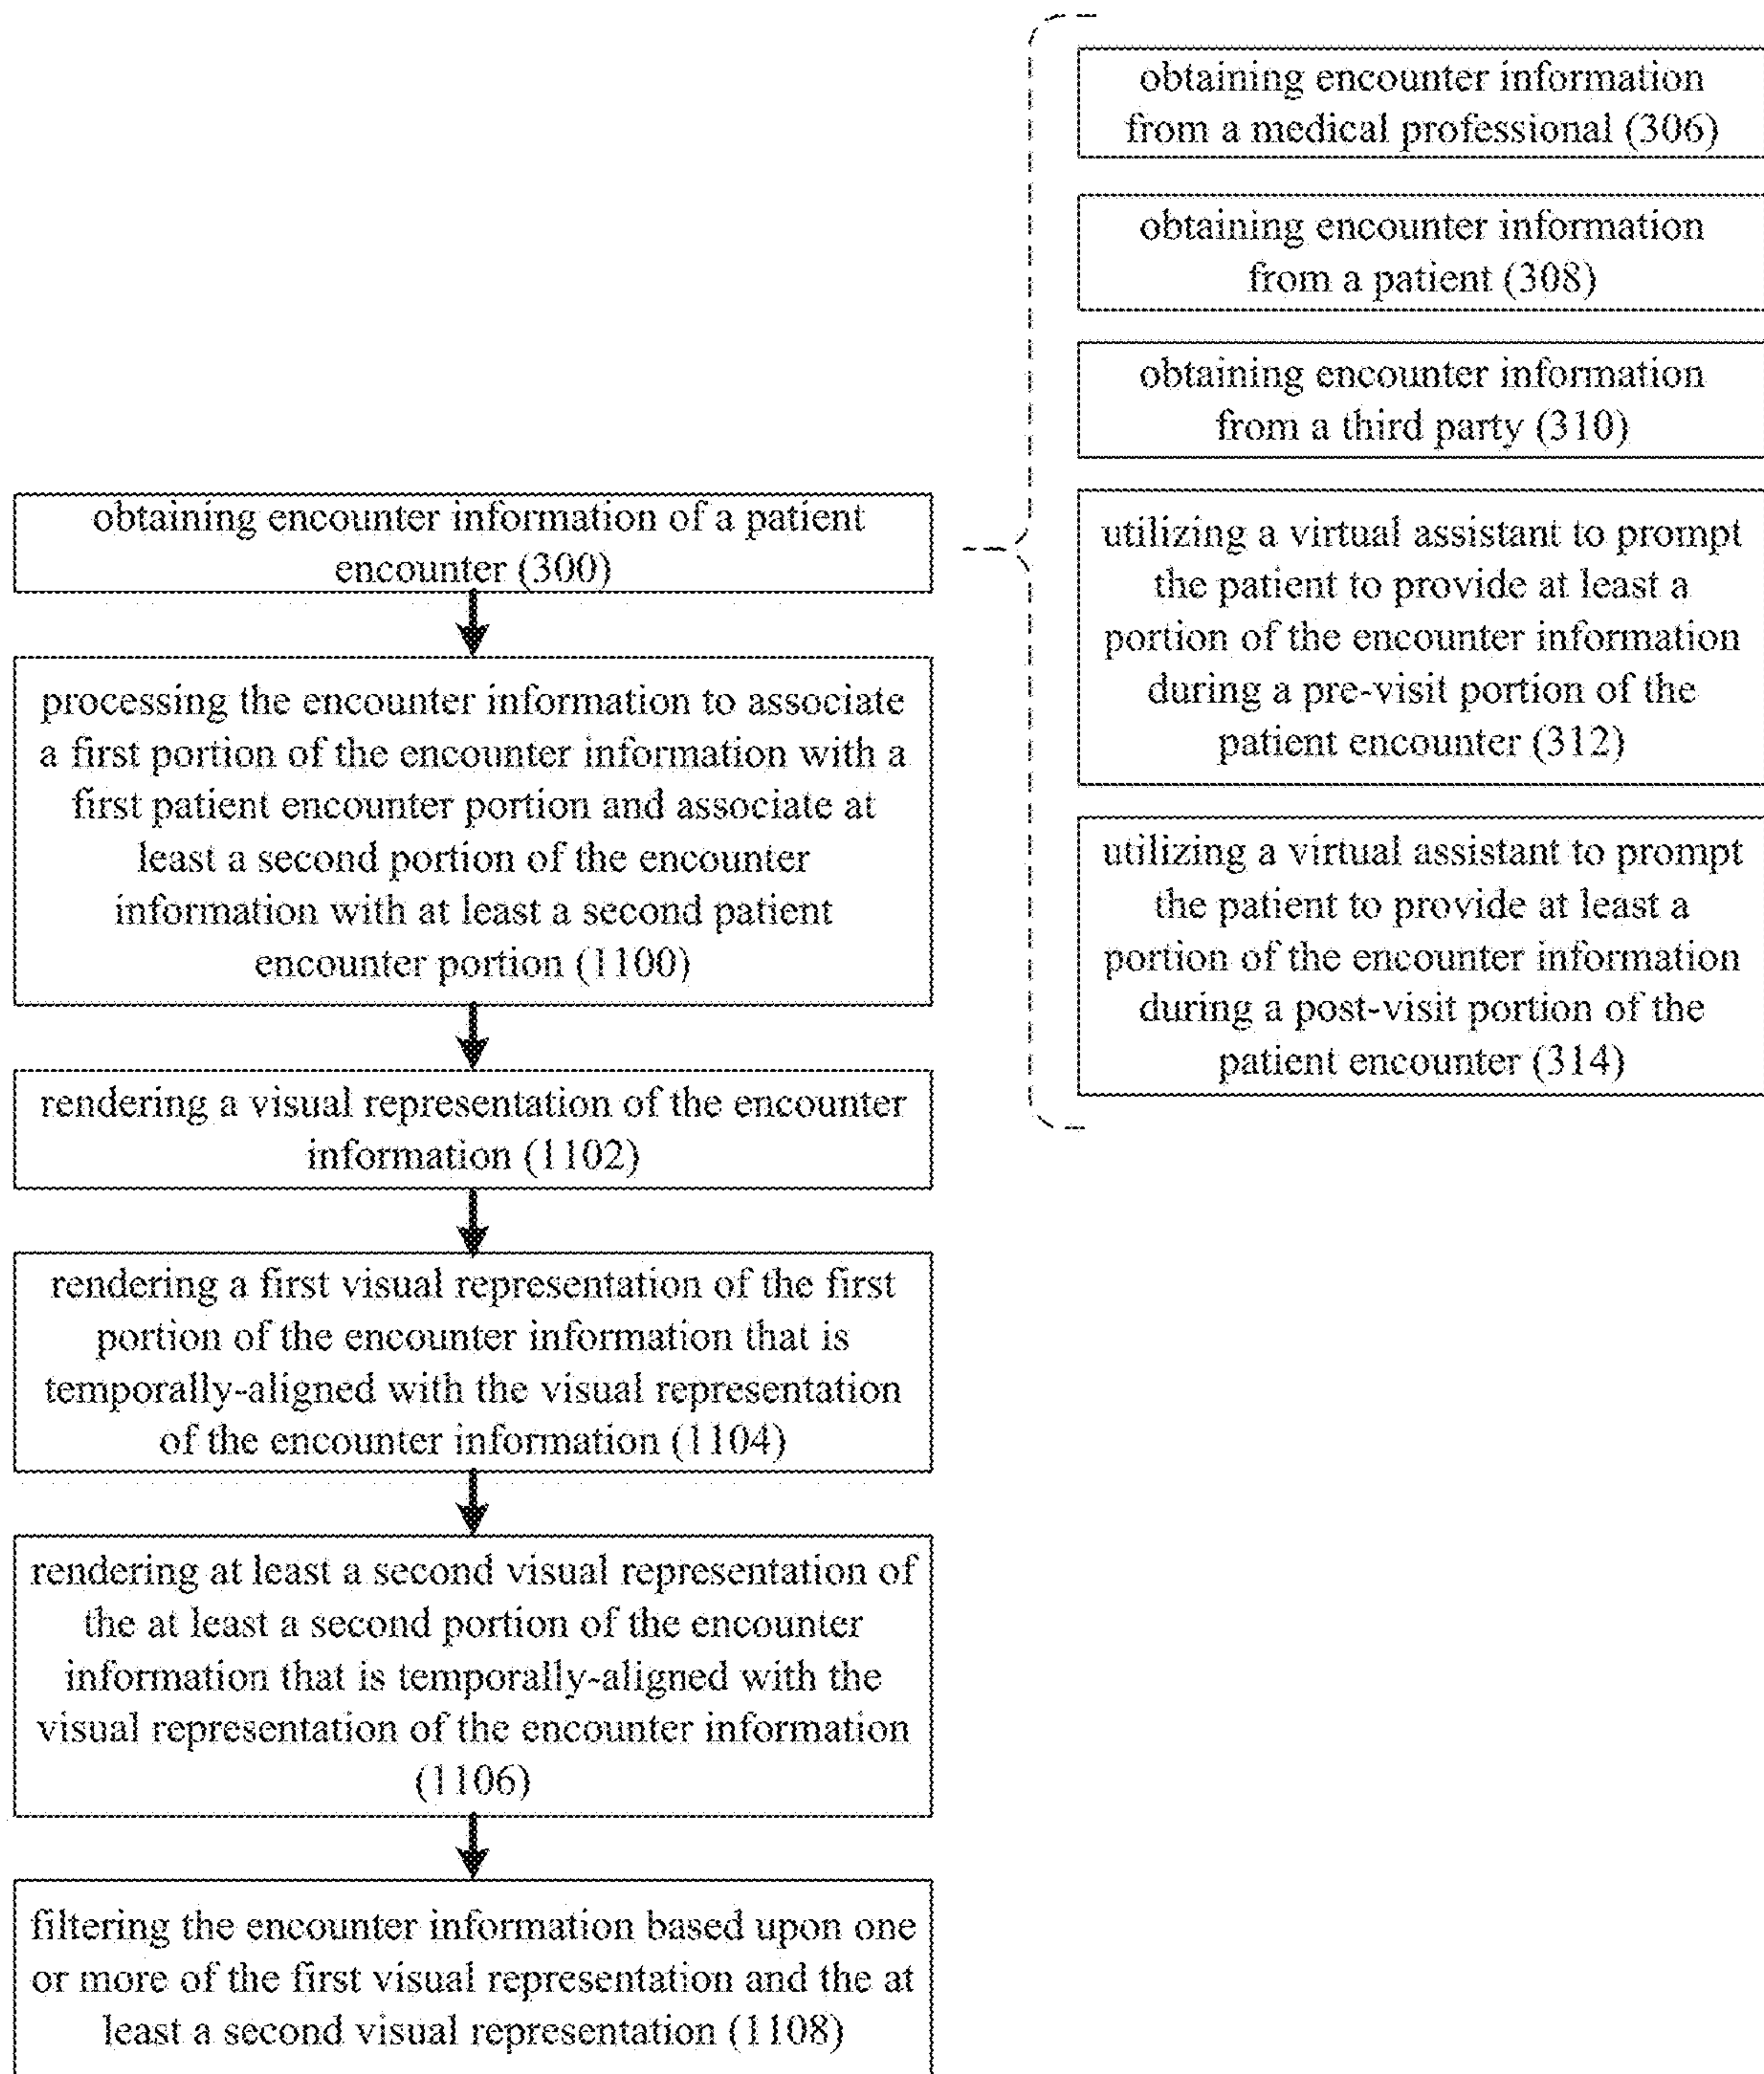 obtaining encounter information of a patient
encounter (300)
processing the encounter information to associate
a first portion of the encounter information with a
first patient encounter portion and associate at
least a second portion of the encounter
information with at least a second patient
encounter portion (1100)
rendering a visual representation of the encounter
information (1102)
rendering a first visual representation of the first
portion of the encounter information that is
temporally-aligned with the visual representation
of the encounter information (1104)
rendering at least a second visual representation of
the at least a second portion of the encounter
information that is temporally-aligned with the
visual representation of the encounter information
(1106)
filtering the encounter information based upon one
or more of the first visual representation and the at
least a second visual representation (1108)
obtaining encounter information
from a medical professional (306)
obtaining encounter information
from a patient (308)
obtaining encounter information
from a third party (310)
utilizing a virtual assistant to prompt
the patient to provide at least a
portion of the encounter information
during a pre-visit portion of the
patient encounter (312)
utilizing a virtual assistant to prompt
the patient to provide at least a
portion of the encounter information
during a post-visit portion of the
patient encounter (314)